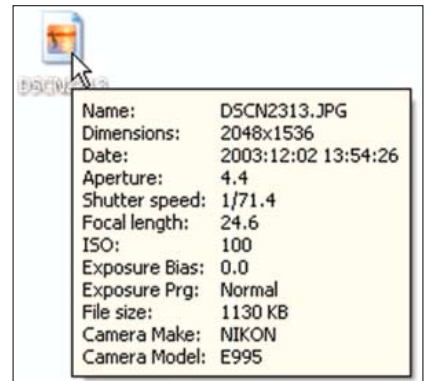 Name: DSCN2313.JPG
Dimensions: 2048x1536
Date: 2003:12:02 13:54:26
Aperture: 4.4
Shutter speed: 1/71.4
Focal length: 24.6
ISO: 100
Exposure Bias: 0.0
Exposure Prg: Normal
File size: 1130 KB
Camera Make: NIKON
Camera Model: E995